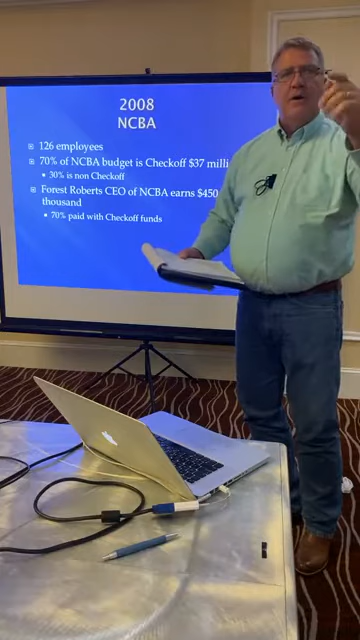 2008
NCBA
126 employees
70% of NCBA budget is Checkoff $37 milli
30% is non Checkoff
Forest Roberts CEO of NCBA earns $450
thousand
70% paid with Checkoff funds